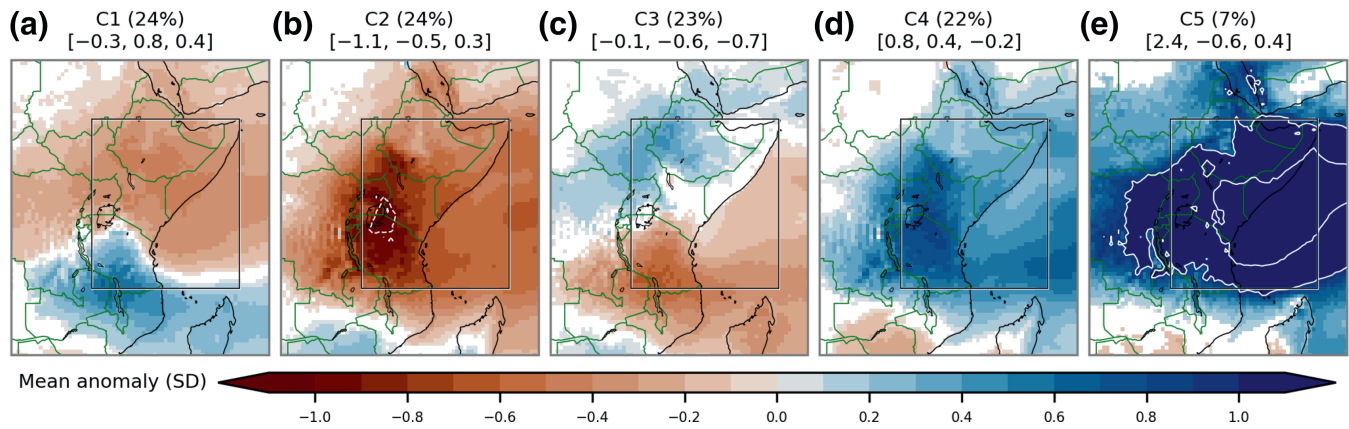 (a) C1 (24%)
[−0.3, 0.8, 0.4]
(b) C2 (24%)
[−1.1, −0.5, 0.3]
(c) C3 (23%)
[−0.1, −0.6, −0.7]
(d) C4 (22%)
[0.8, 0.4, −0.2]
(e) C5 (7%)
[2.4, −0.6, 0.4]
Mean anomaly (SD)
−1.0 −0.8 −0.6 −0.4 −0.2 0.0 0.2 0.4 0.6 0.8 1.0